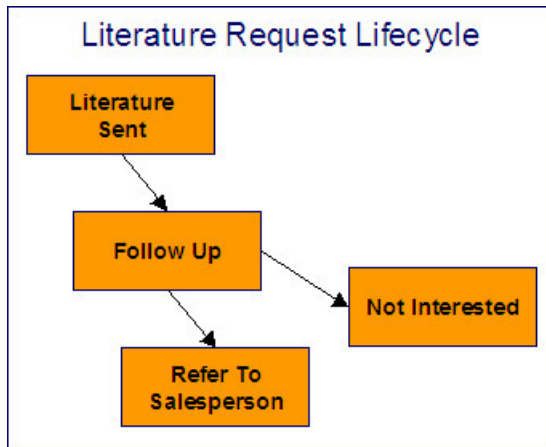 Literature Request Lifecycle
Literature
Sent
Follow Up
Not Interested
Refer To
Salesperson